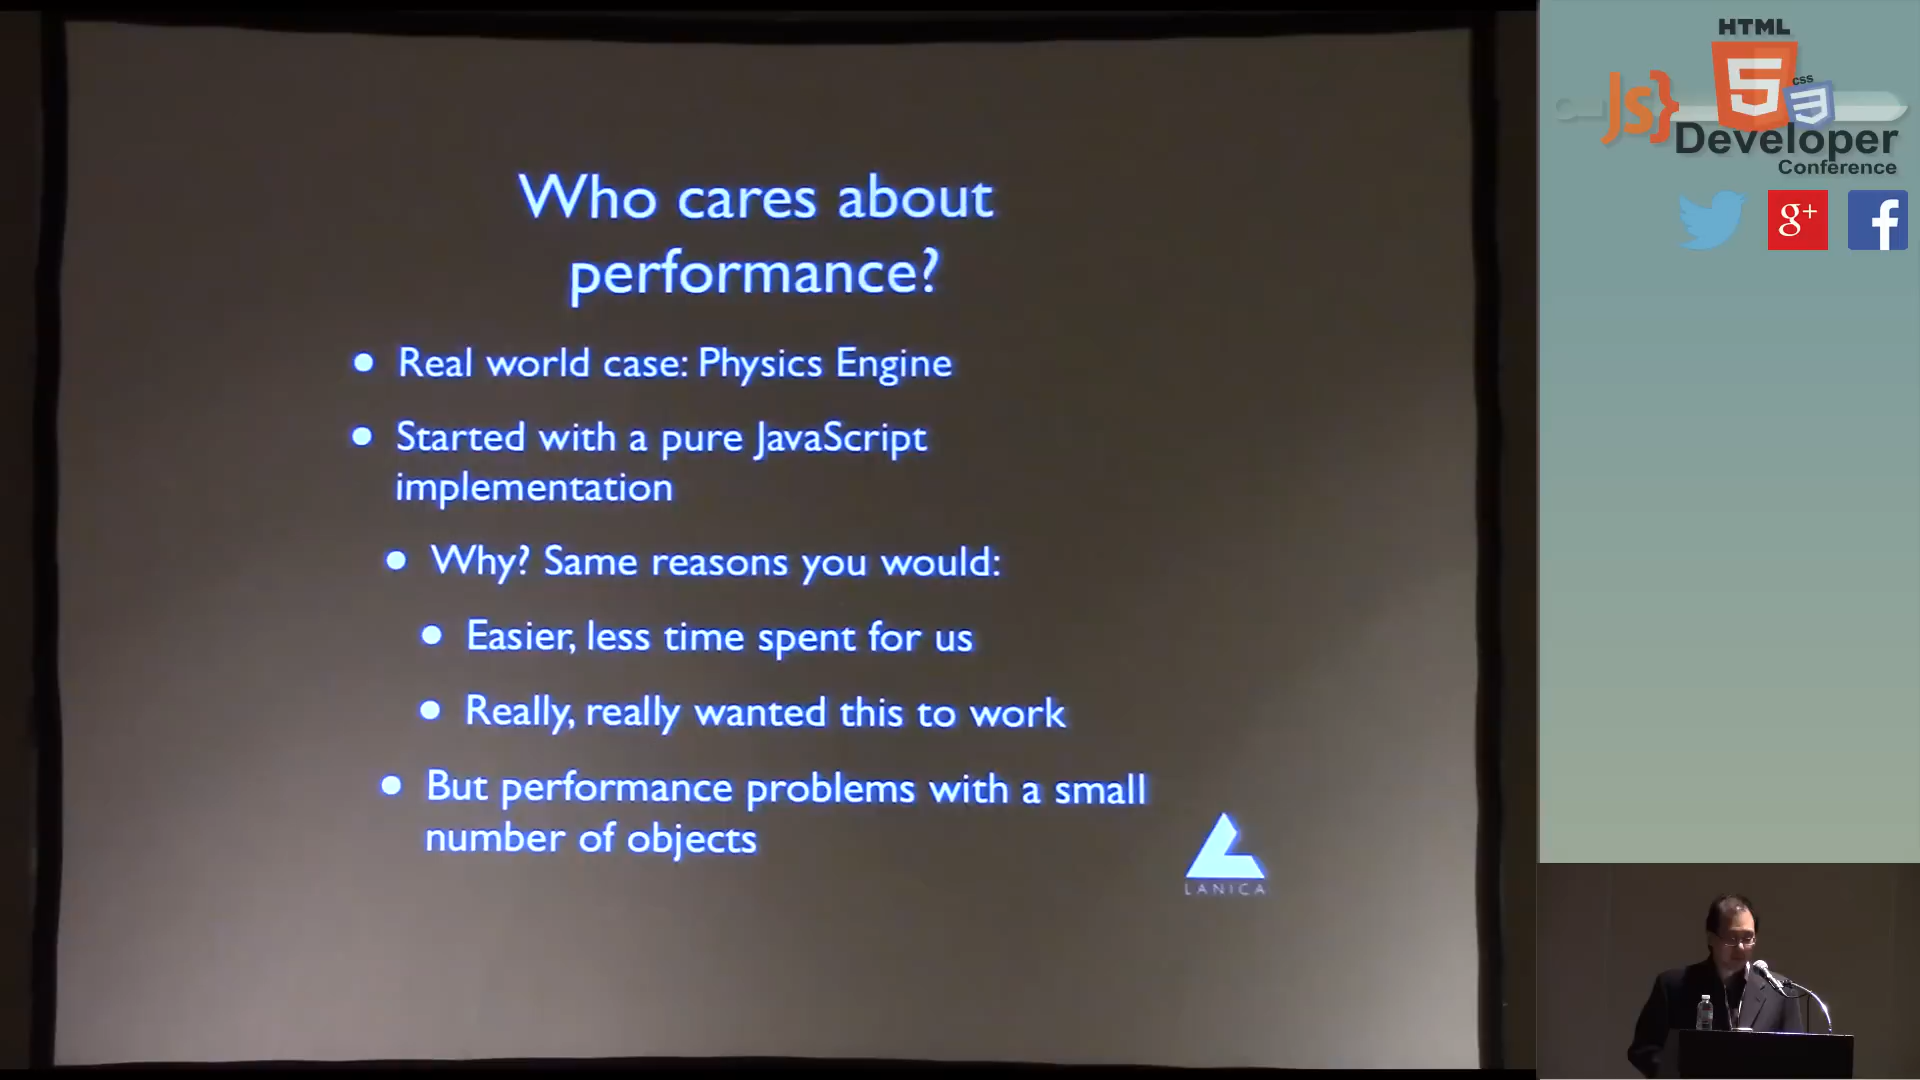 Who cares about
performance?
Real world case: Physics Engine
Started with a pure JavaScript
implementation
Why? Same reasons you would:
Easier, less time spent for us
Really, really wanted this to work
But performance problems with a small
number of objects
LANICA
HTML
5
CSS
3
JS}
Developer
Conference
g+
f